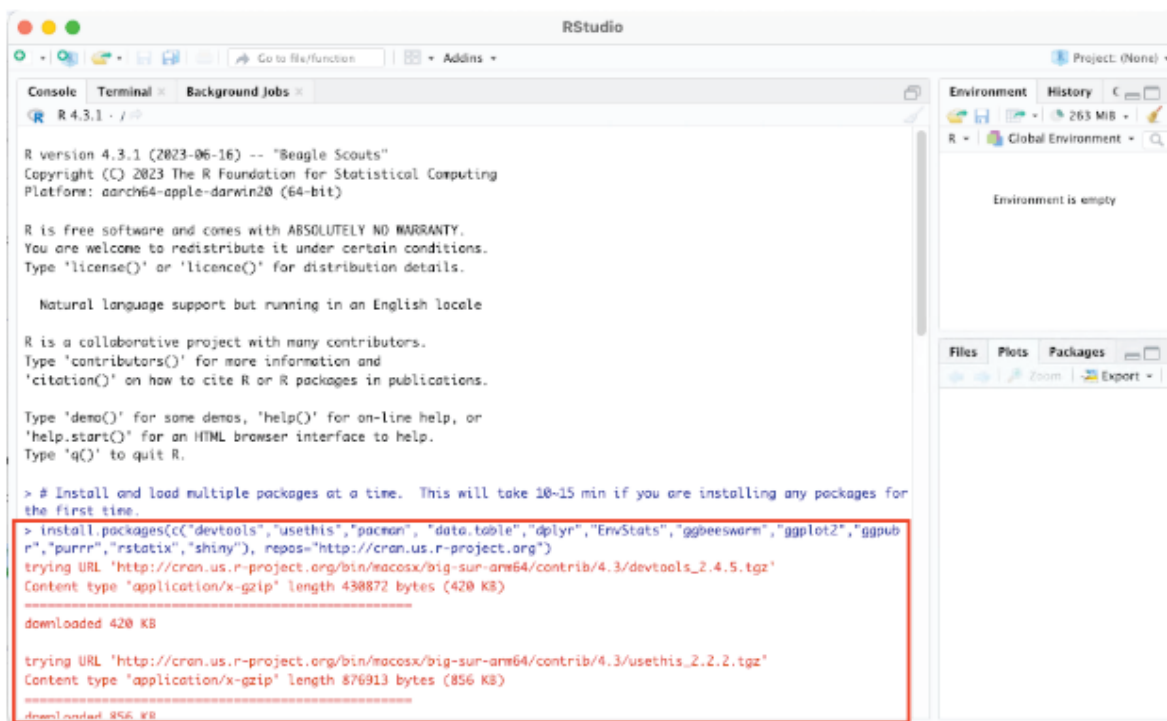 RStudio
Go to file/function
Addins
Project: (None)
Console Terminal Background Jobs
R 4.3.1 · /
R version 4.3.1 (2023-06-16) -- "Beagle Scouts"
Copyright (C) 2023 The R Foundation for Statistical Computing
Platform: aarch64-apple-darwin20 (64-bit)
R is free software and comes with ABSOLUTELY NO WARRANTY.
You are welcome to redistribute it under certain conditions.
Type 'license()' or 'licence()' for distribution details.
Natural language support but running in an English locale
R is a collaborative project with many contributors.
Type 'contributors()' for more information and
'citation()' on how to cite R or R packages in publications.
Type 'demo()' for some demos, 'help()' for on-line help, or
'help.start()' for an HTML browser interface to help.
Type 'q()' to quit R.
> # Install and load multiple packages at a time.  This will take 10~15 min if you are installing any packages for
the first time.
> install.packages(c("devtools","usethis","pacman", "data.table","dplyr","EnvStats","ggbeeswarm","ggplot2","ggpub
r","purrr","rstatix","shiny"), repos="http://cran.us.r-project.org")
trying URL 'http://cran.us.r-project.org/bin/macosx/big-sur-arm64/contrib/4.3/devtools_2.4.5.tgz'
Content type 'application/x-gzip' length 430872 bytes (420 KB)
==================================================
downloaded 420 KB
trying URL 'http://cran.us.r-project.org/bin/macosx/big-sur-arm64/contrib/4.3/usethis_2.2.2.tgz'
Content type 'application/x-gzip' length 876913 bytes (856 KB)
==================================================
downloaded 856 KB
Environment History C
263 MiB
R Global Environment
Environment is empty
Files Plots Packages
Zoom Export